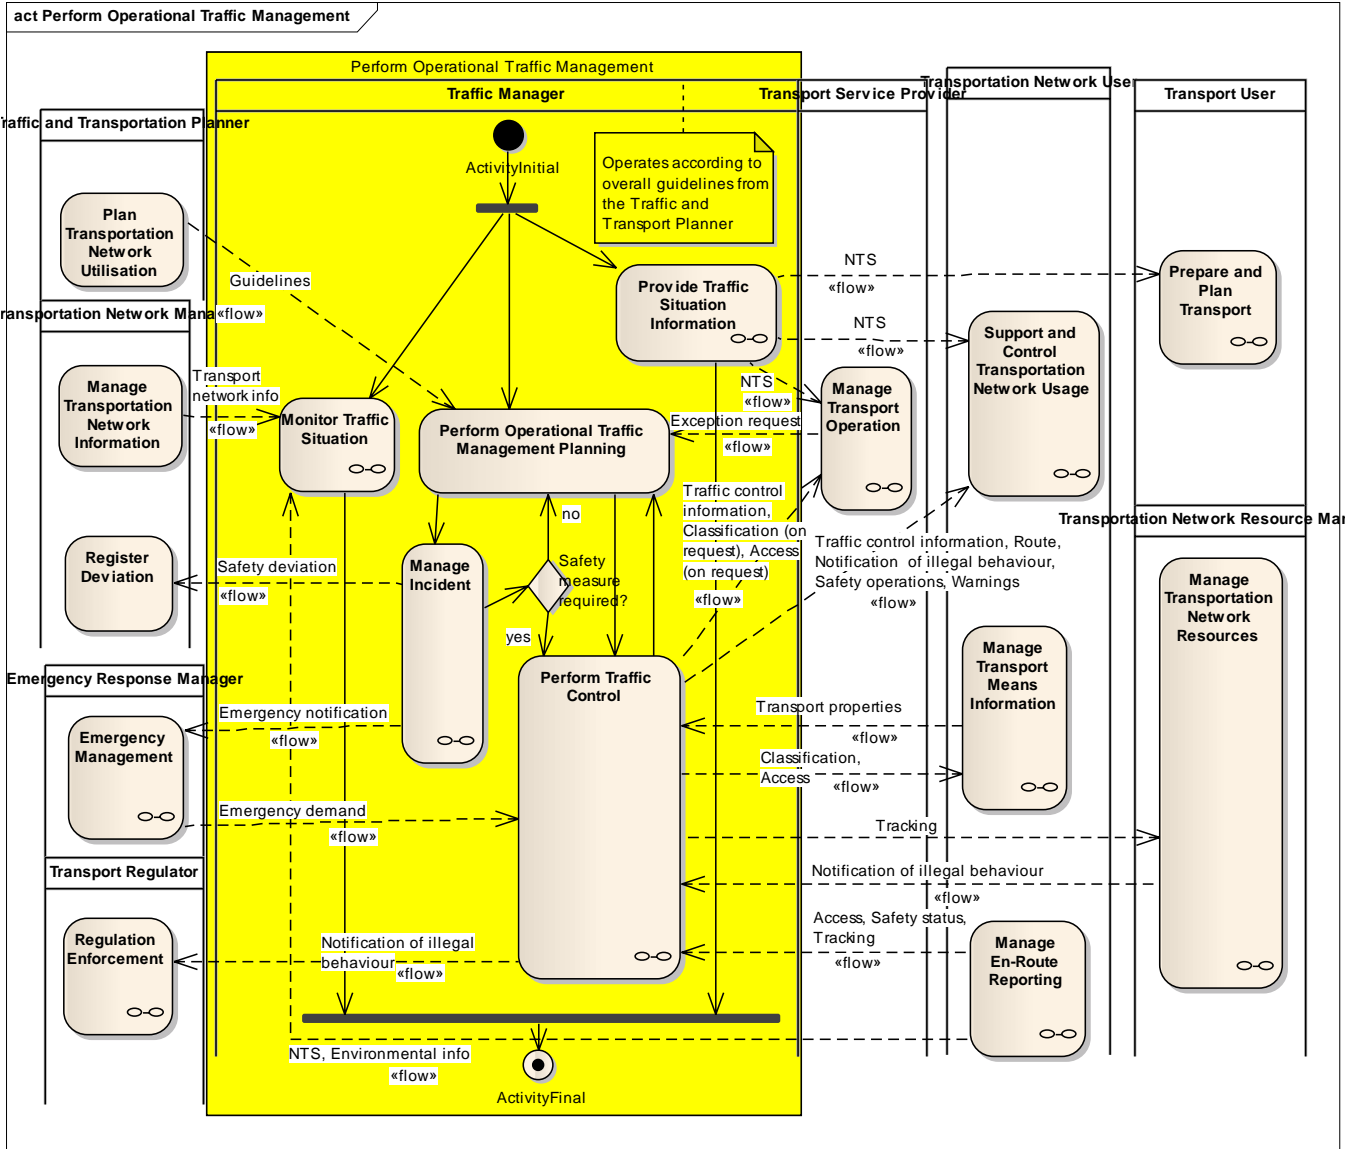 act Perform Operational Traffic Management
Perform Operational Traffic Management
Traffic Manager
Transport Service Provider
Transportation Network User
Transport User
raffic and Transportation Planner
ActivityInitial
Operates according to
overall guidelines from
the Traffic and
Transport Planner
Plan
Transportation
Network
Utilisation
Guidelines
«flow»
Provide Traffic
Situation
Information
NTS
«flow»
Prepare and
Plan
Transport
NTS
«flow»
Support and
Control
Transportation
Network Usage
ransportation Network Mana
Manage
Transportation
Network
Information
Transport
network info
«flow»
Monitor Traffic
Situation
Perform Operational Traffic
Management Planning
NTS
«flow»
Manage
Transport
Operation
Exception request
«flow»
Traffic control
information,
Classification (on
request), Access
(on request)
«flow»
Traffic control information, Route,
Notification of illegal behaviour,
Safety operations, Warnings
«flow»
Transportation Network Resource Mar
Manage
Transportation
Network
Resources
Register
Deviation
Safety deviation
«flow»
Manage
Incident
no
Safety
measure
required?
yes
Perform Traffic
Control
Manage
Transport
Means
Information
Emergency Response Manager
Emergency
Management
Emergency notification
«flow»
Transport properties
«flow»
Classification,
Access
«flow»
Emergency demand
«flow»
Tracking
Notification of illegal behaviour
«flow»
Transport Regulator
Regulation
Enforcement
Notification of illegal
behaviour
«flow»
Access, Safety status,
Tracking
«flow»
Manage
En-Route
Reporting
NTS, Environmental info
«flow»
ActivityFinal